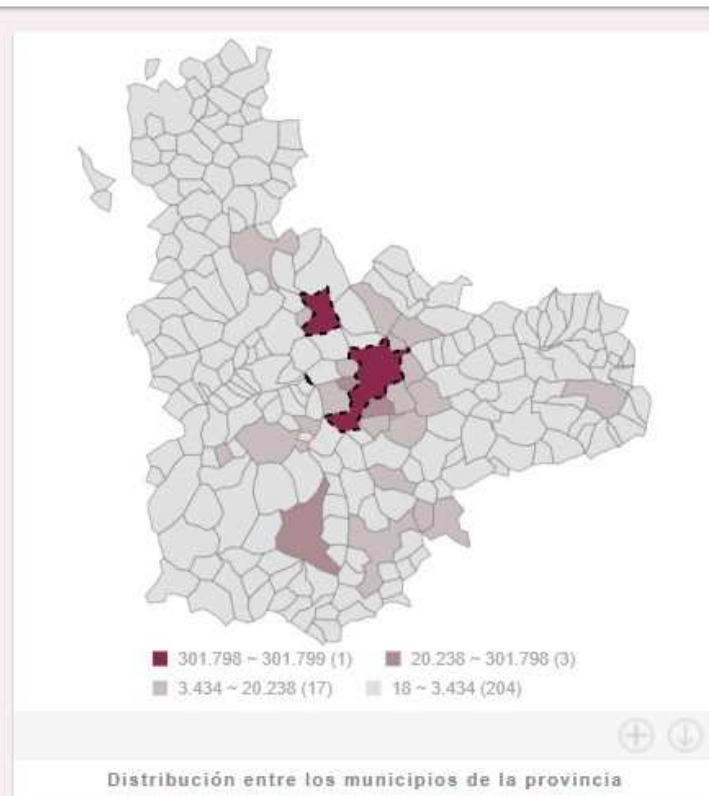 301.798 ~ 301.799 (1) 20.238 ~ 301.798 (3)
3.434 ~ 20.238 (17) 18 ~ 3.434 (204)
Distribución entre los municipios de la provincia